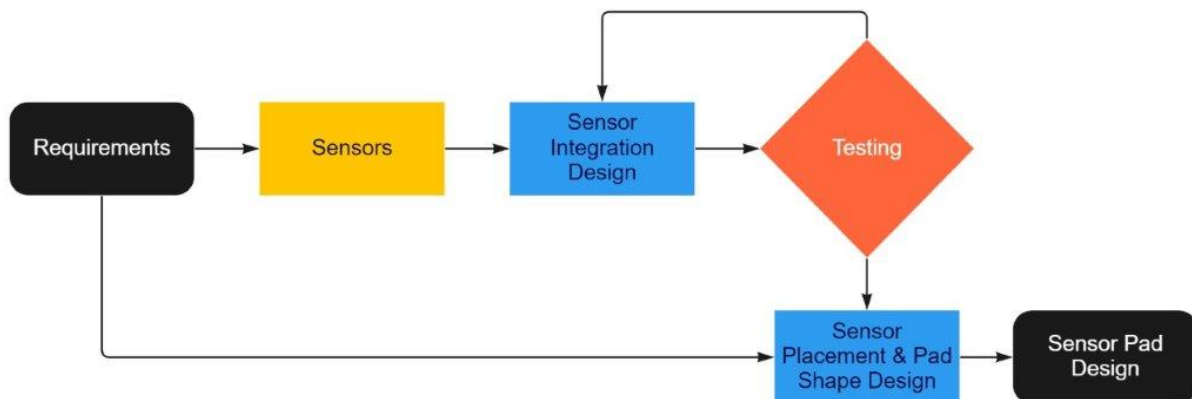 Requirements
Sensors
Sensor
Integration
Design
Testing
Sensor
Placement & Pad
Shape Design
Sensor Pad
Design